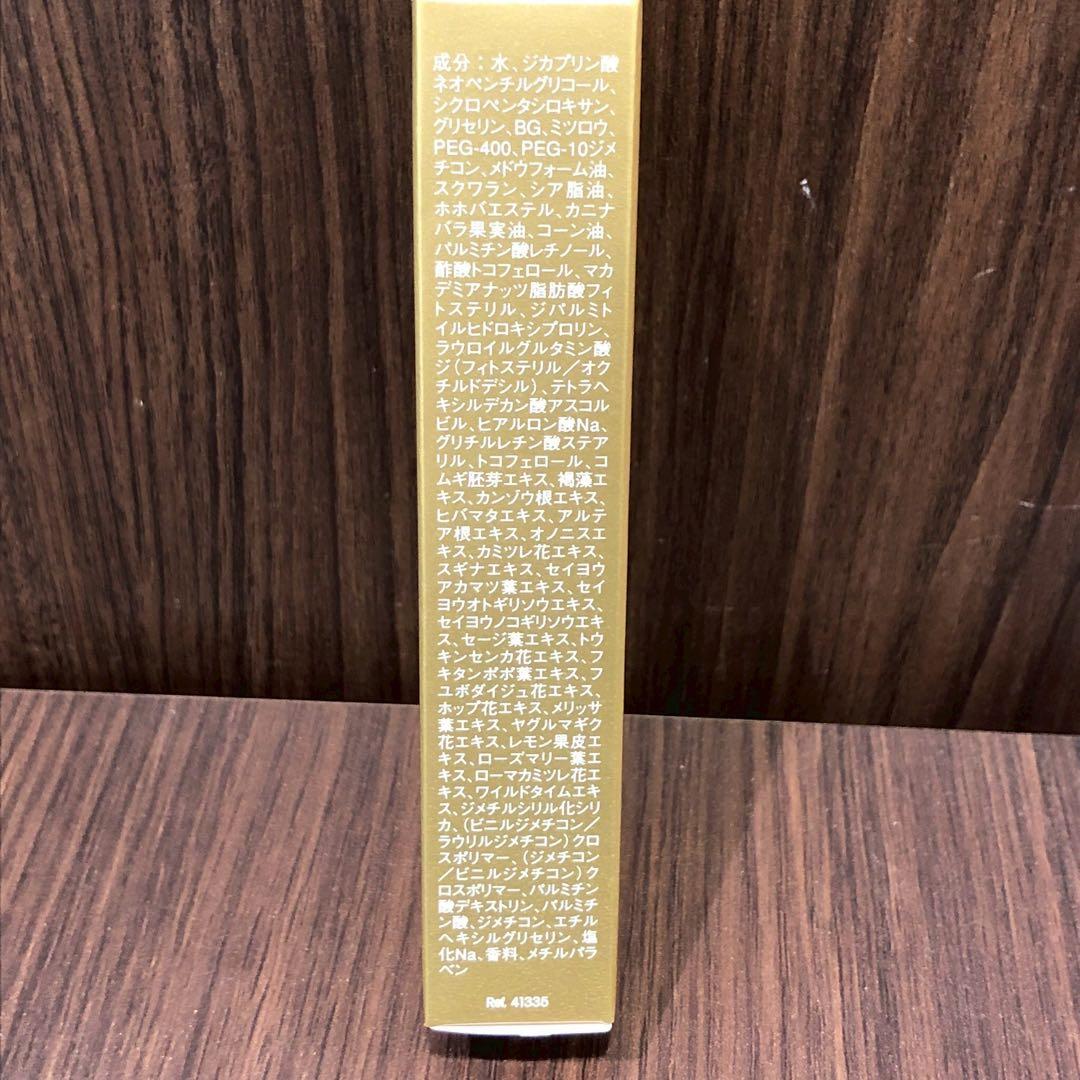 成分：水、ジカプリン酸
ネオペンチルグリコール、
シクロペンタシロキサン、
グリセリン、BG、ミツロウ、
PEG-400、PEG-10ジメ
チコン、メドウフォーム油、
スクワラン、シア脂油、
ホホバエステル、カニナ
バラ果実油、コーン油、
パルミチン酸レチノール、
酢酸トコフェロール、マカ
デミアナッツ脂肪酸フィ
トステリル、ジパルミト
イルヒドロキシプロリン、
ラウロイルグルタミン酸
ジ（フィトステリル／オク
チルドデシル）、テトラヘ
キシルデカン酸アスコル
ビル、ヒアルロン酸Na、
グリチルレチン酸ステア
リル、トコフェロール、コ
ムギ胚芽エキス、褐藻エ
キス、カンゾウ根エキス、
ヒバマタエキス、アルテ
ア根エキス、オノニスエ
キス、カミツレ花エキス、
スギナエキス、セイヨウ
アカマツ葉エキス、セイ
ヨウオトギリソウエキス、
セイヨウノコギリソウエキ
ス、セージ葉エキス、トウ
キンセンカ花エキス、フ
キタンポポ葉エキス、フ
ユボダイジュ花エキス、
ホップ花エキス、メリッサ
葉エキス、ヤグルマギク
花エキス、レモン果皮エ
キス、ローズマリー葉エ
キス、ローマカミツレ花エ
キス、ワイルドタイムエキ
ス、ジメチルシリル化シリ
カ、（ビニルジメチコン／
ラウリルジメチコン）クロ
スポリマー、（ジメチコン
／ビニルジメチコン）ク
ロスポリマー、パルミチン
酸デキストリン、パルミチ
ン酸、ジメチコン、エチル
ヘキシルグリセリン、塩
化Na、香料、メチルパラ
ベン
Ref. 41335